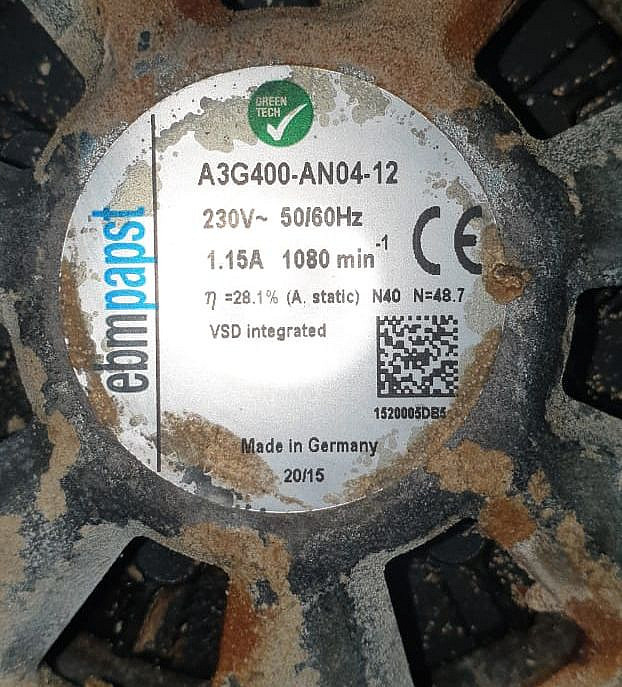 GREEN
TECH
ebmpapst
A3G400-AN04-12
230V~ 50/60Hz
1.15A 1080 min⁻¹
η =28.1% (A, static) N40 N=48.7
VSD integrated
CE
1520005DB5
Made in Germany
20/15